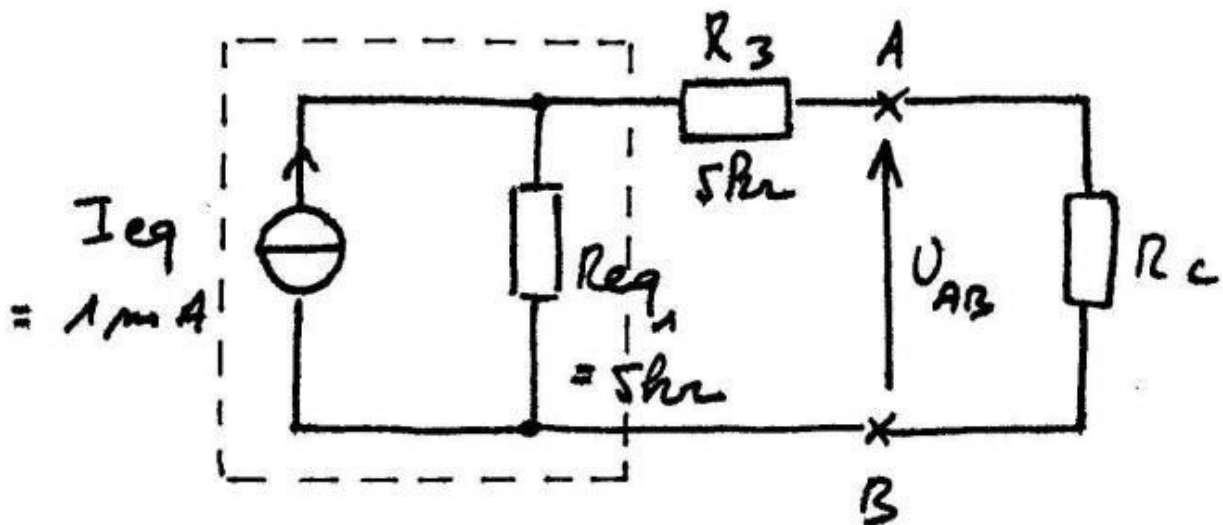 R3
A
5kΩ
Ieq
= 1mA
Req1
= 5kΩ
UAB
Rc
B